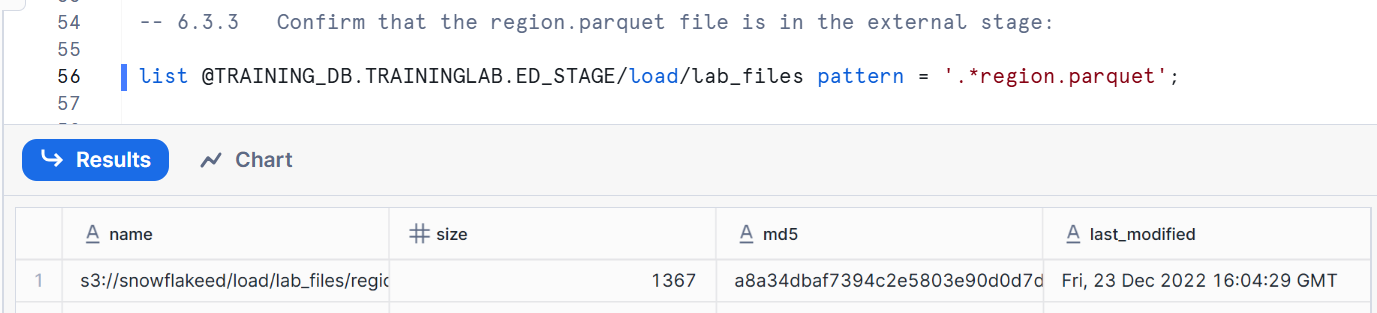 54 -- 6.3.3 Confirm that the region.parquet file is in the external stage:
55
56 list @TRAINING_DB.TRAININGLAB.ED_STAGE/load/lab_files pattern = '.*region.parquet';
57
Results Chart
name size md5 last_modified
1 s3://snowflakeed/load/lab_files/regic 1367 a8a34dbaf7394c2e5803e90d0d7d Fri, 23 Dec 2022 16:04:29 GMT